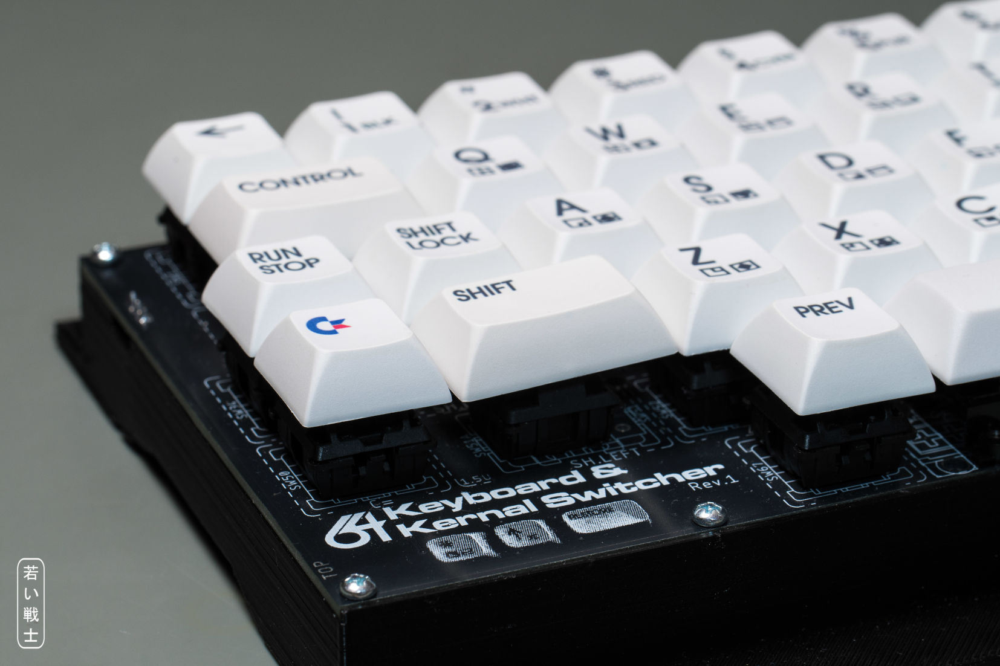 ←
CONTROL
Q
W
A
S
D
RUN
STOP
SHIFT
LOCK
SHIFT
Z
X
C
PREV
SW50
1.5U
SH.LEFT
SW67
64 Keyboard &
Kernal Switcher
Rev.1
TOP
若い戦士